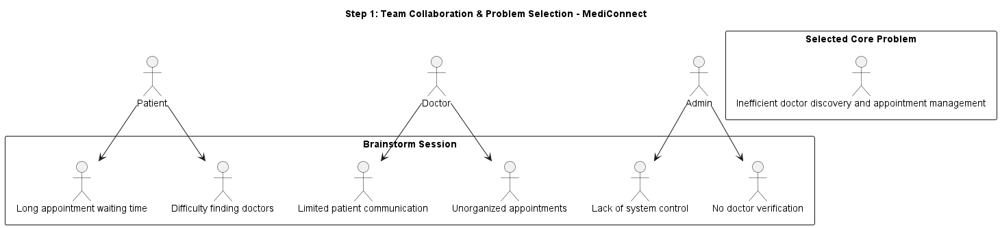 Step 1: Team Collaboration & Problem Selection - MediConnect
Selected Core Problem
Patient
Doctor
Admin
Inefficient doctor discovery and appointment management
Brainstorm Session
Long appointment waiting time
Difficulty finding doctors
Limited patient communication
Unorganized appointments
Lack of system control
No doctor verification